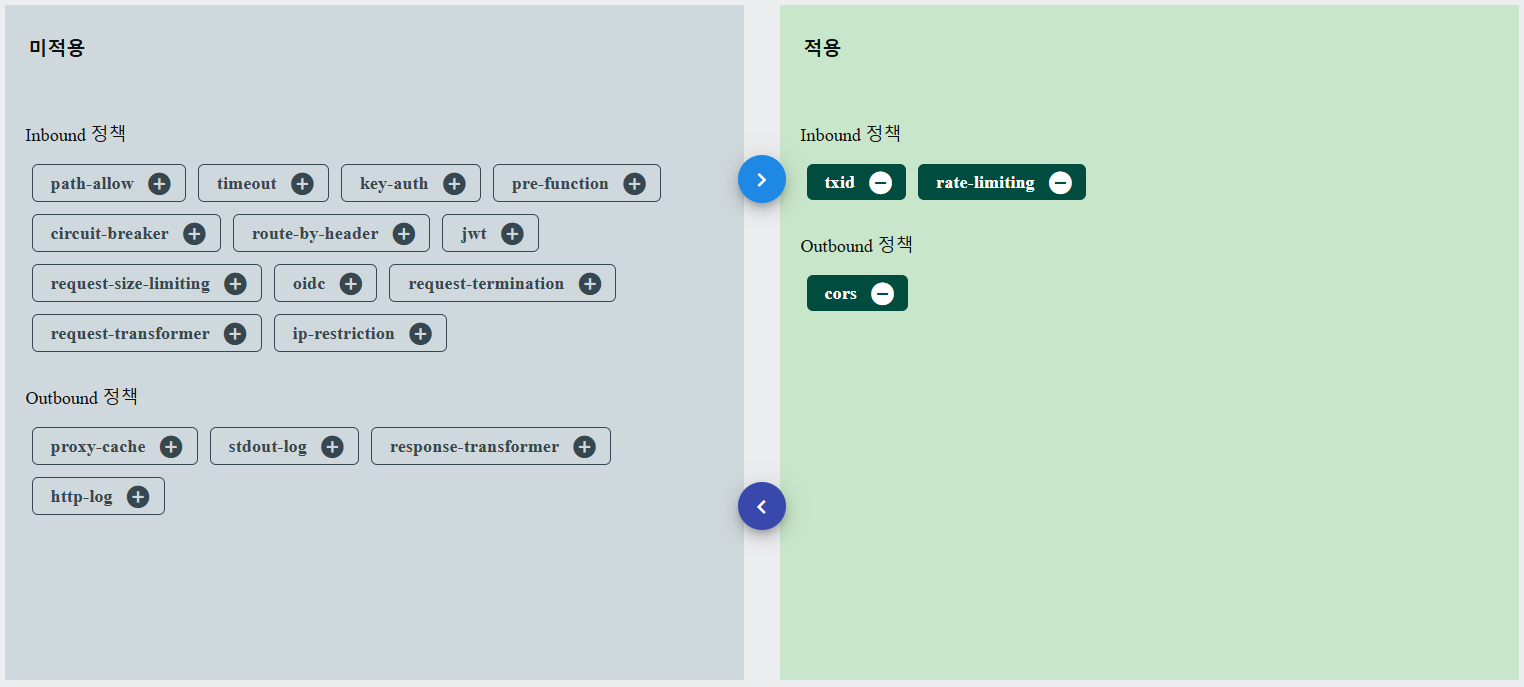 미적용
Inbound 정책
path-allow timeout key-auth pre-function
circuit-breaker route-by-header jwt
request-size-limiting oidc request-termination
request-transformer ip-restriction
Outbound 정책
proxy-cache stdout-log response-transformer
http-log
적용
Inbound 정책
txid rate-limiting
Outbound 정책
cors